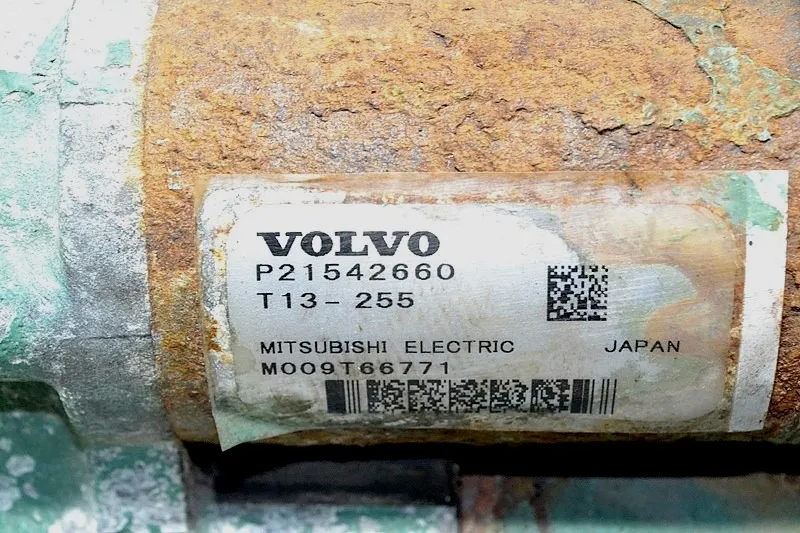 VOLVO
P21542660
T13-255
MITSUBISHI ELECTRIC JAPAN
M009T66771